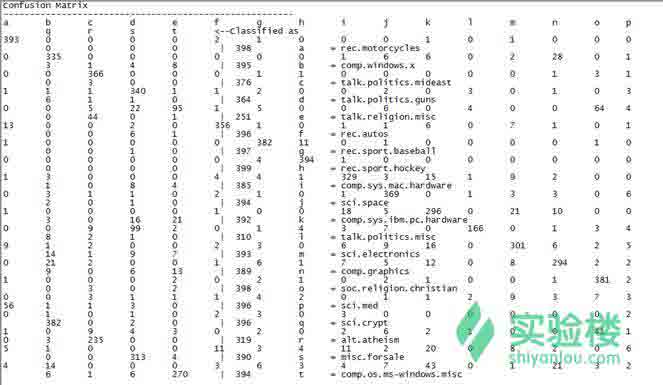 Confusion Matrix
a b c d e f g h i j k l m n o p
q r s t <--Classified as
393 0 0 0 0 2 1 0 0 1 0 1 0 0 0
0 0 0 0 | 398 a = rec.motorcycles
0 335 0 0 0 0 0 0 1 6 6 0 2 28 0 1
3 1 4 8 | 395 b = comp.windows.x
0 0 366 0 0 0 1 1 0 0 0 0 0 1 3 1
0 3 0 0 | 376 c = talk.politics.mideast
1 1 1 340 1 1 2 0 0 2 0 3 0 1 0 3
6 1 1 0 | 364 d = talk.politics.guns
0 0 5 22 95 1 5 0 0 6 0 4 0 0 64 4
0 44 0 1 | 251 e = talk.religion.misc
13 0 0 2 0 356 1 0 1 1 6 0 7 1 0 1
0 0 6 1 | 396 f = rec.autos
0 0 0 0 0 0 382 11 0 1 0 0 0 0 1 0
0 0 1 0 | 397 g = rec.sport.baseball
0 0 0 0 0 0 4 394 1 0 0 0 0 0 0 0
0 0 0 0 | 399 h = rec.sport.hockey
1 3 0 0 0 4 4 1 329 3 15 1 9 2 0 0
1 0 8 4 | 385 i = comp.sys.mac.hardware
0 3 1 1 0 2 1 0 1 369 0 1 3 3 0 6
2 0 1 0 | 394 j = sci.space
1 0 0 0 0 1 0 0 18 5 296 0 21 10 0 0
3 0 16 21 | 392 k = comp.sys.ibm.pc.hardware
0 0 9 99 2 0 1 4 3 7 0 166 0 1 3 4
8 2 1 0 | 310 l = talk.politics.misc
9 1 2 0 0 2 3 0 6 9 16 0 301 6 2 5
14 1 9 7 | 393 m = sci.electronics
0 21 2 0 0 1 6 1 7 5 12 0 8 294 2 2
9 0 6 13 | 389 n = comp.graphics
1 0 0 0 0 2 0 1 0 2 1 0 0 1 381 2
0 3 2 0 | 398 o = soc.religion.christian
0 0 3 1 1 1 4 2 0 1 1 2 9 3 7 3
56 1 1 3 0 | 396 p = sci.med
0 1 0 1 0 2 3 0 3 0 0
382 0 2 0 | 396 q = sci.crypt
1 0 4 9 0 0 2 0 2 6 2 1 0
0 3 235 0 0 | 319 r = alt.atheism
5 1 1 0 0 11 3 4 11 2 20 0
0 0 313 4 | 390 s = misc.forsale
4 14 0 0 0 3 6 3 4 7 43 0 1 21 3 2
6 1 6 270 | 394 t = comp.os.ms-windows.misc
实验楼
shiyanlou.com